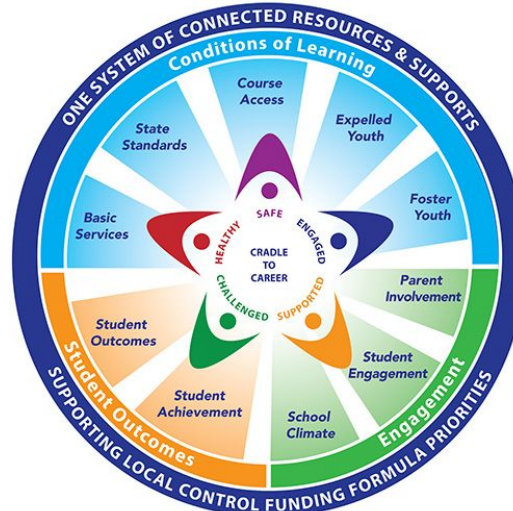 ONE SYSTEM OF CONNECTED RESOURCES & SUPPORTS
Conditions of Learning
Course
Access
State
Standards
Expelled
Youth
Basic
Services
Foster
Youth
SAFE
HEALTHY
ENGAGED
CRADLE
TO
CAREER
CHALLENGED
SUPPORTED
Parent
Involvement
Student
Outcomes
Student
Engagement
Student
Achievement
School
Climate
Student Outcomes
Engagement
SUPPORTING LOCAL CONTROL FUNDING FORMULA PRIORITIES